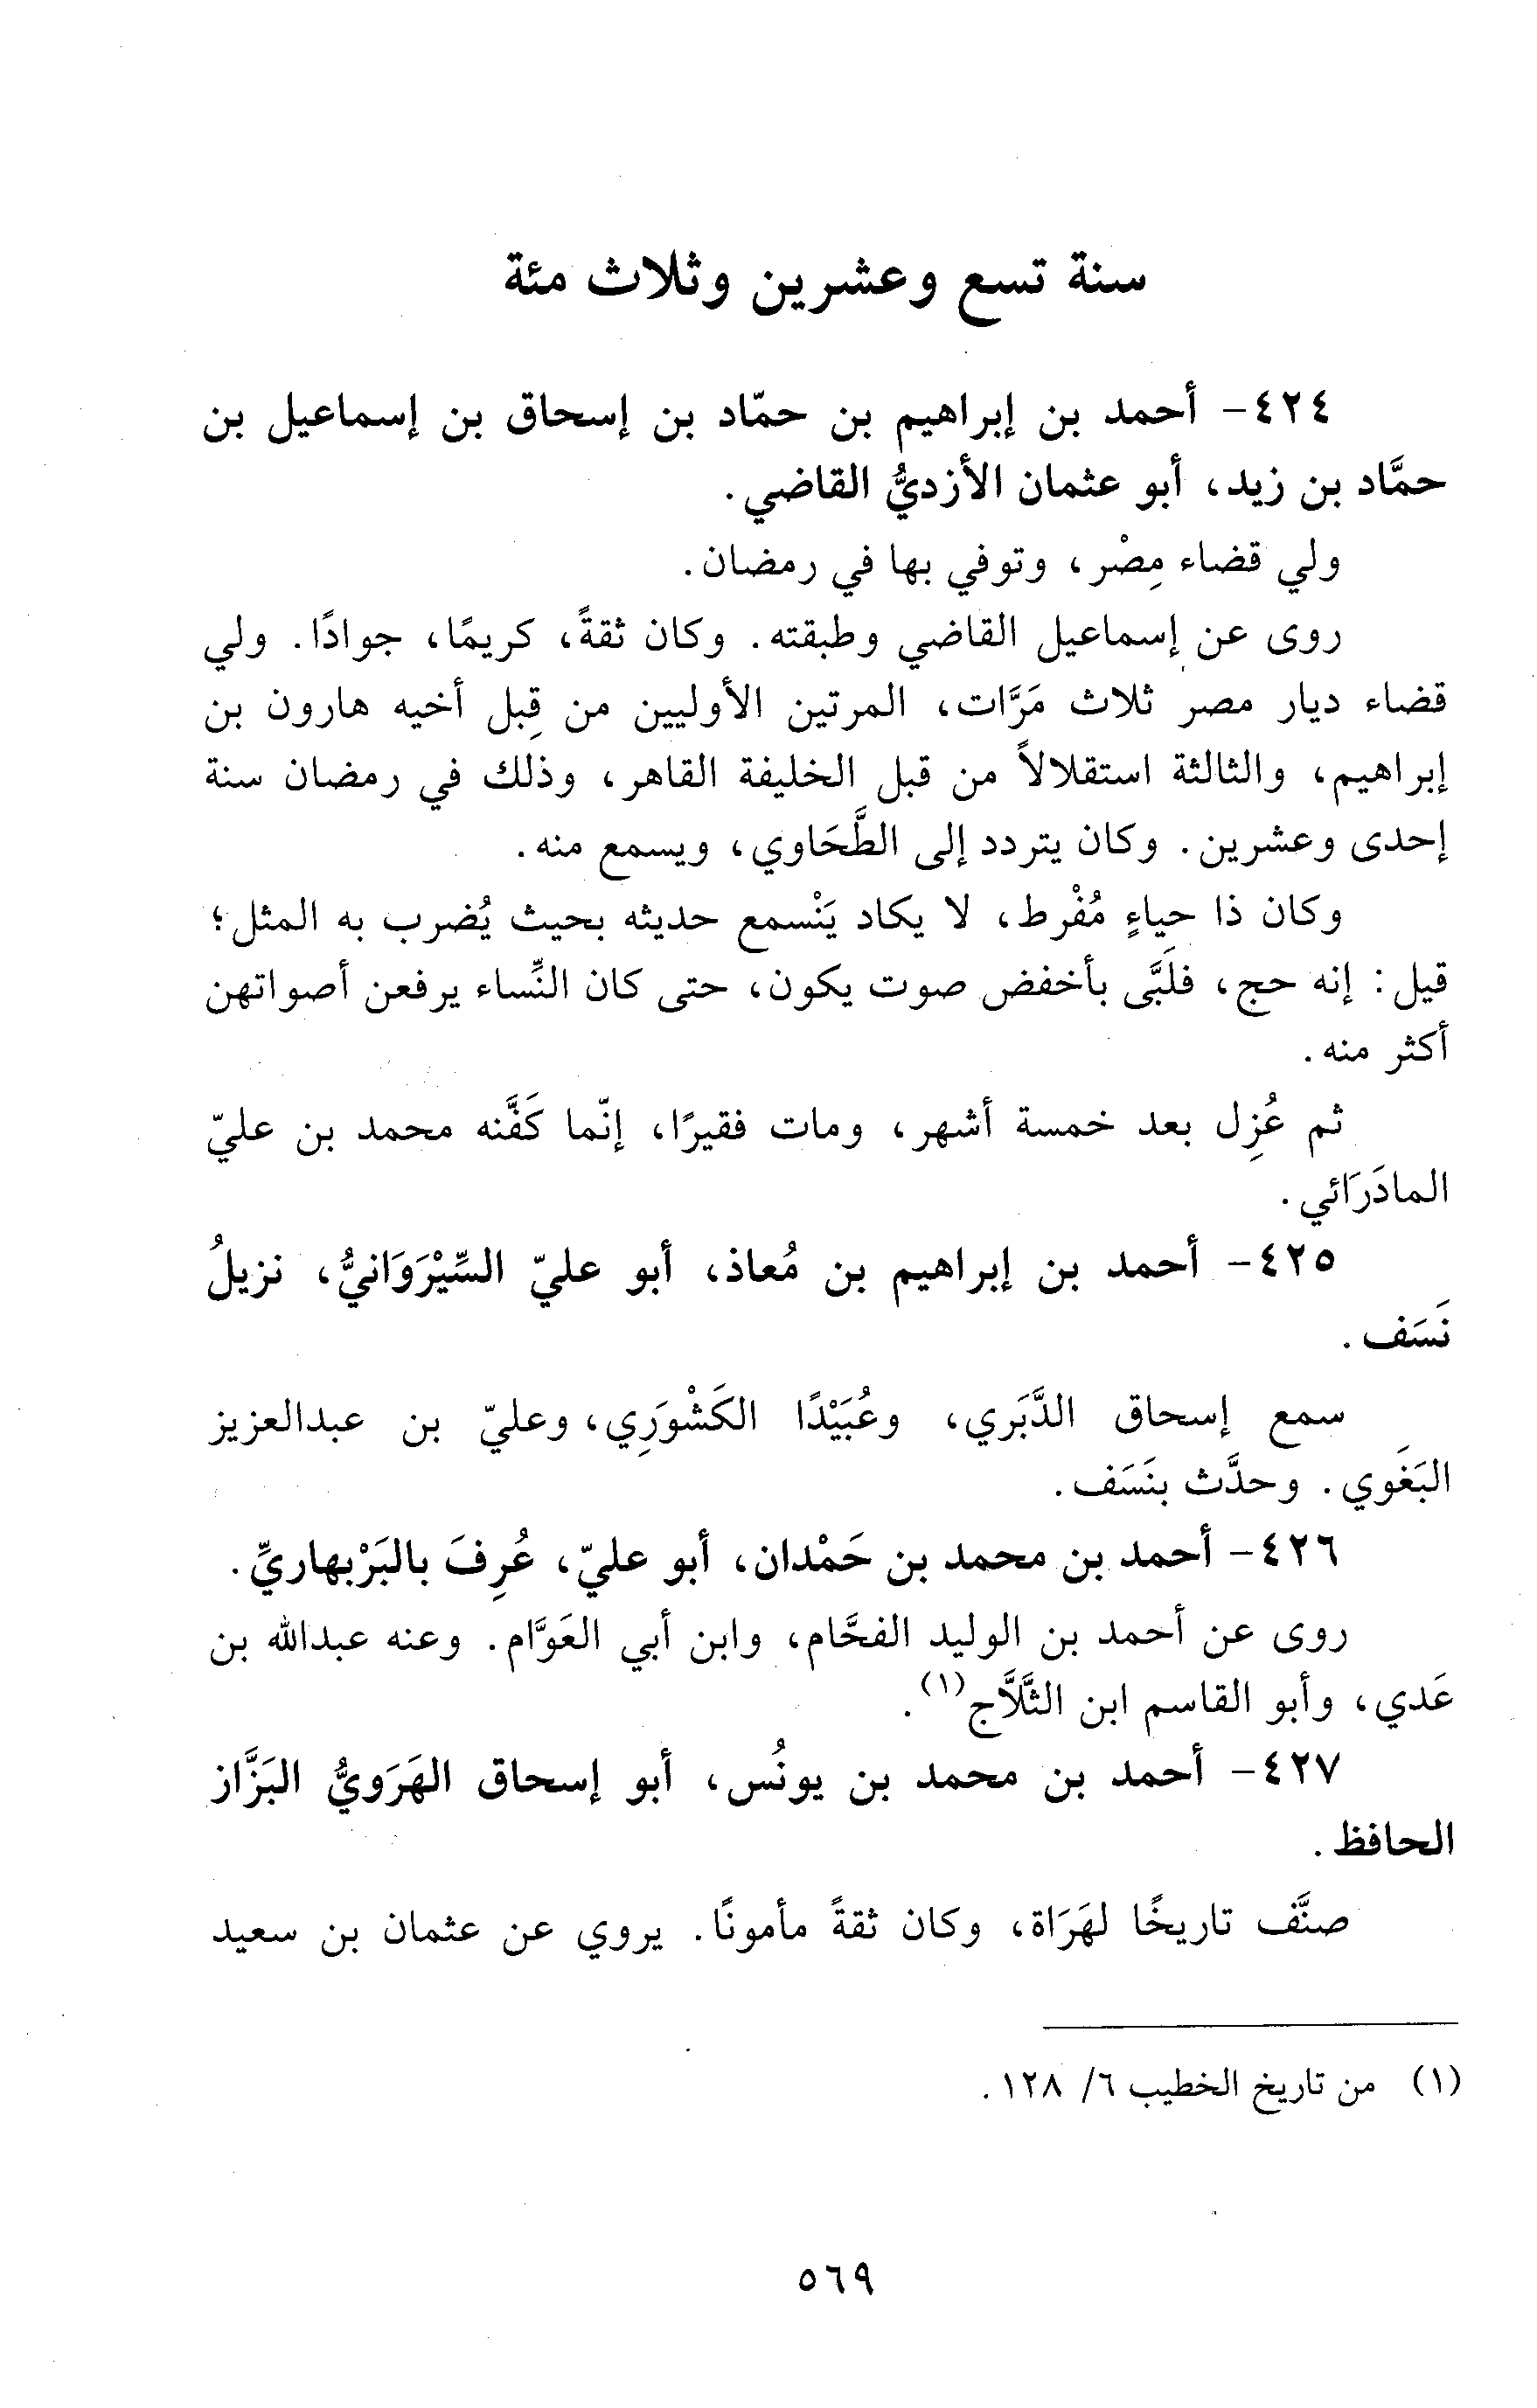 سنة تسع وعشرين وثلاث مئة
٤٢٤- أحمد بن إبراهيم بن حمّاد بن إسحاق بن إسماعيل بن
حمَّاد بن زيد، أبو عثمان الأزديُّ القاضي.
ولي قضاء مِصْر، وتوفي بها في رمضان.
روى عن إسماعيل القاضي وطبقته. وكان ثقةً، كريمًا، جوادًا. ولي
قضاء ديار مصر ثلاث مَرَّات، المرتين الأوليين من قِبل أخيه هارون بن
إبراهيم، والثالثة استقلالاً من قبل الخليفة القاهر، وذلك في رمضان سنة
إحدى وعشرين. وكان يتردد إلى الطَّحَاوي، ويسمع منه.
وكان ذا حياءٍ مُفْرط، لا يكاد يَنْسمع حديثه بحيث يُضرب به المثل؛
قيل: إنه حج، فلَبَّى بأخفض صوت يكون، حتى كان النِّساء يرفعن أصواتهن
أكثر منه.
ثم عُزِل بعد خمسة أشهر، ومات فقيرًا، إنّما كَفَّنه محمد بن عليّ
المادَرَائي.
٤٢٥- أحمد بن إبراهيم بن مُعاذ، أبو عليّ السِّيْرَوَانيُّ، نزيلُ
نَسَف.
سمع إسحاق الدَّبَري، وعُبَيْدًا الكَشْوَرِي، وعليّ بن عبدالعزيز
البَغَوي. وحدَّث بنَسَف.
٤٢٦- أحمد بن محمد بن حَمْدان، أبو عليّ، عُرِفَ بالبَرْبهاريِّ.
روى عن أحمد بن الوليد الفحَّام، وابن أبي العَوَّام. وعنه عبدالله بن
عَدي، وأبو القاسم ابن الثَّلاَّج(١).
٤٢٧- أحمد بن محمد بن يونُس، أبو إسحاق الهَرَويُّ البَزَّاز
الحافظ.
صنَّف تاريخًا لهَرَاة، وكان ثقةً مأمونًا. يروي عن عثمان بن سعيد
(١) من تاريخ الخطيب ٦/ ١٢٨.
٥٦٩